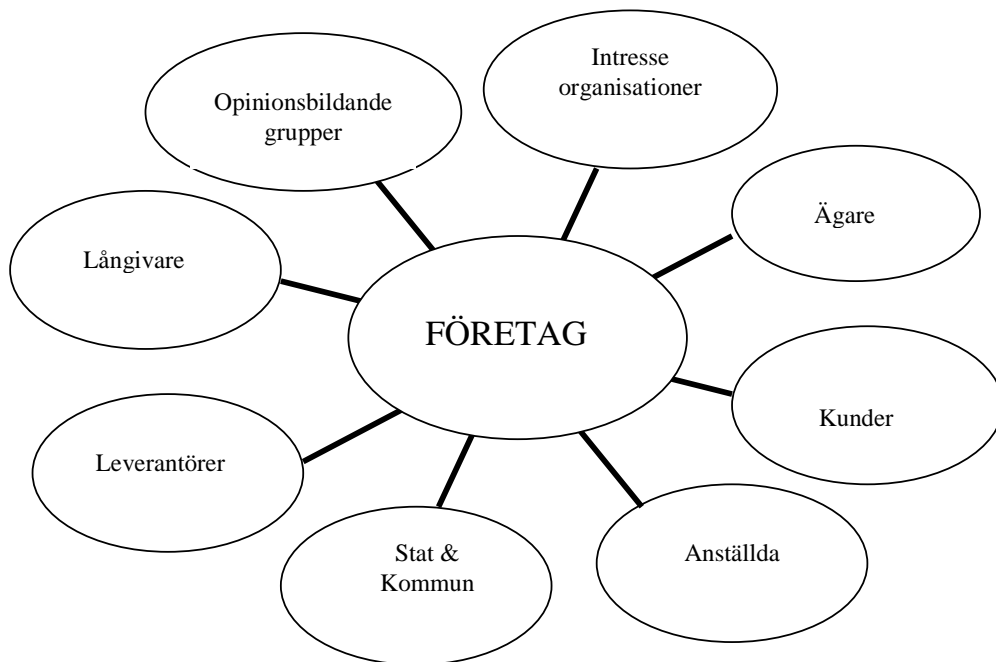 Intresse
organisationer
Opinionsbildande
grupper
Ägare
Långivare
FÖRETAG
Kunder
Leverantörer
Stat &
Kommun
Anställda